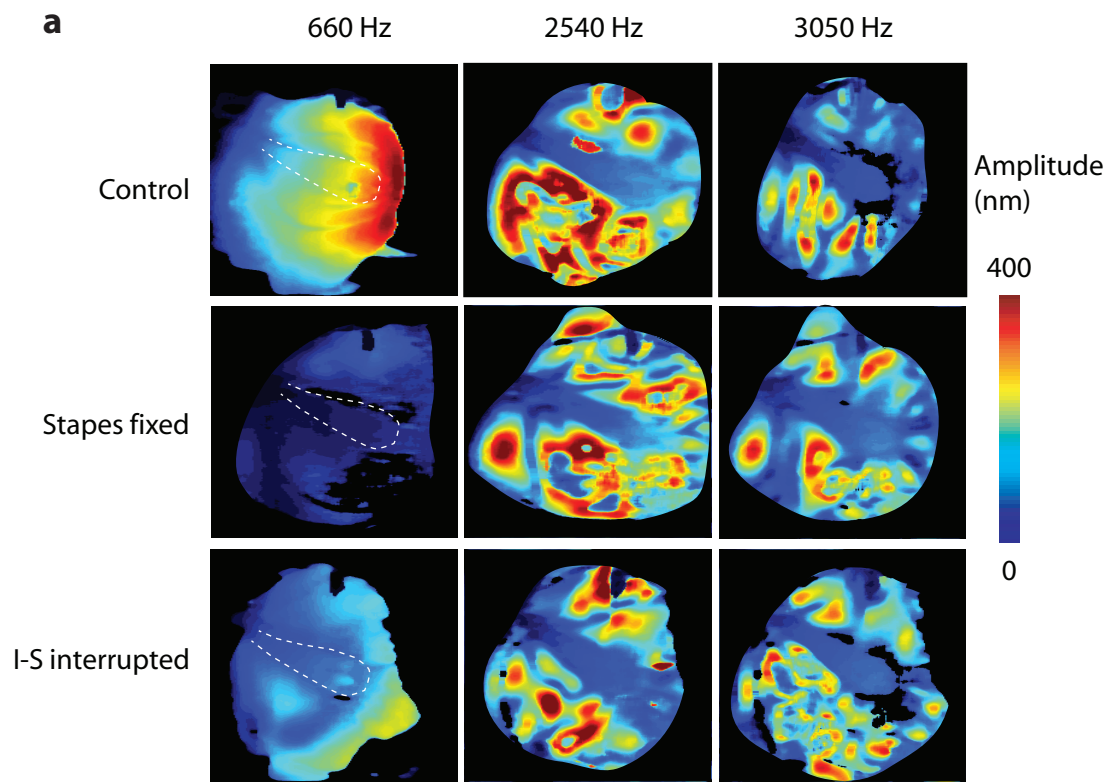 a
660 Hz
2540 Hz
3050 Hz
Control
Amplitude
(nm)
400
Stapes fixed
0
I-S interrupted